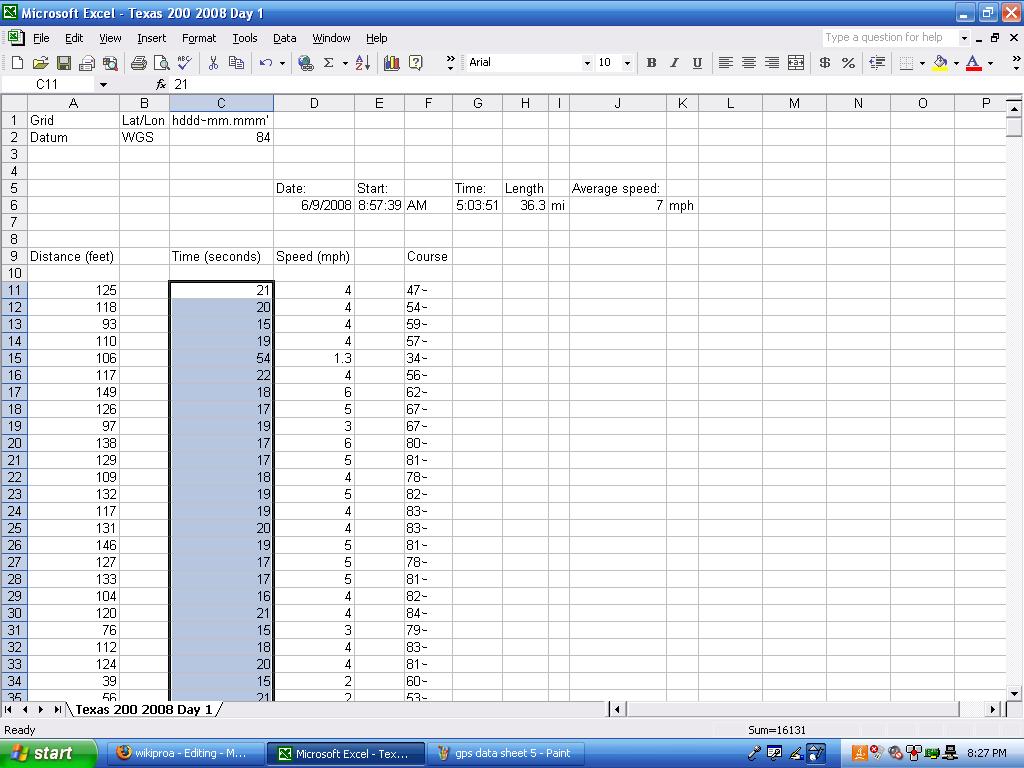 Microsoft Excel - Texas 200 2008 Day 1
File Edit View Insert Format Tools Data Window Help Type a question for help
Arial 10 B I U $ %
C11 fx 21
A B C D E F G H I J K L M N O P
1 Grid Lat/Lon hddd~mm.mmm'
2 Datum WGS 84
3
4
5 Date: Start: Time: Length Average speed:
6 6/9/2008 8:57:39 AM 5:03:51 36.3 mi 7 mph
7
8
9 Distance (feet) Time (seconds) Speed (mph) Course
10
11 125 21 4 47~
12 118 20 4 54~
13 93 15 4 59~
14 110 19 4 57~
15 106 54 1.3 34~
16 117 22 4 56~
17 149 18 6 62~
18 126 17 5 67~
19 97 19 3 67~
20 138 17 6 80~
21 129 17 5 81~
22 109 18 4 78~
23 132 19 5 82~
24 117 19 4 83~
25 131 20 4 83~
26 146 19 5 81~
27 127 17 5 78~
28 133 17 5 81~
29 104 16 4 82~
30 120 21 4 84~
31 76 15 3 79~
32 112 18 4 83~
33 124 20 4 81~
34 39 15 2 60~
35 56 21 2 53~
Texas 200 2008 Day 1
Ready Sum=16131
start wikiproa - Editing - M... Microsoft Excel - Tex... gps data sheet 5 - Paint 8:27 PM